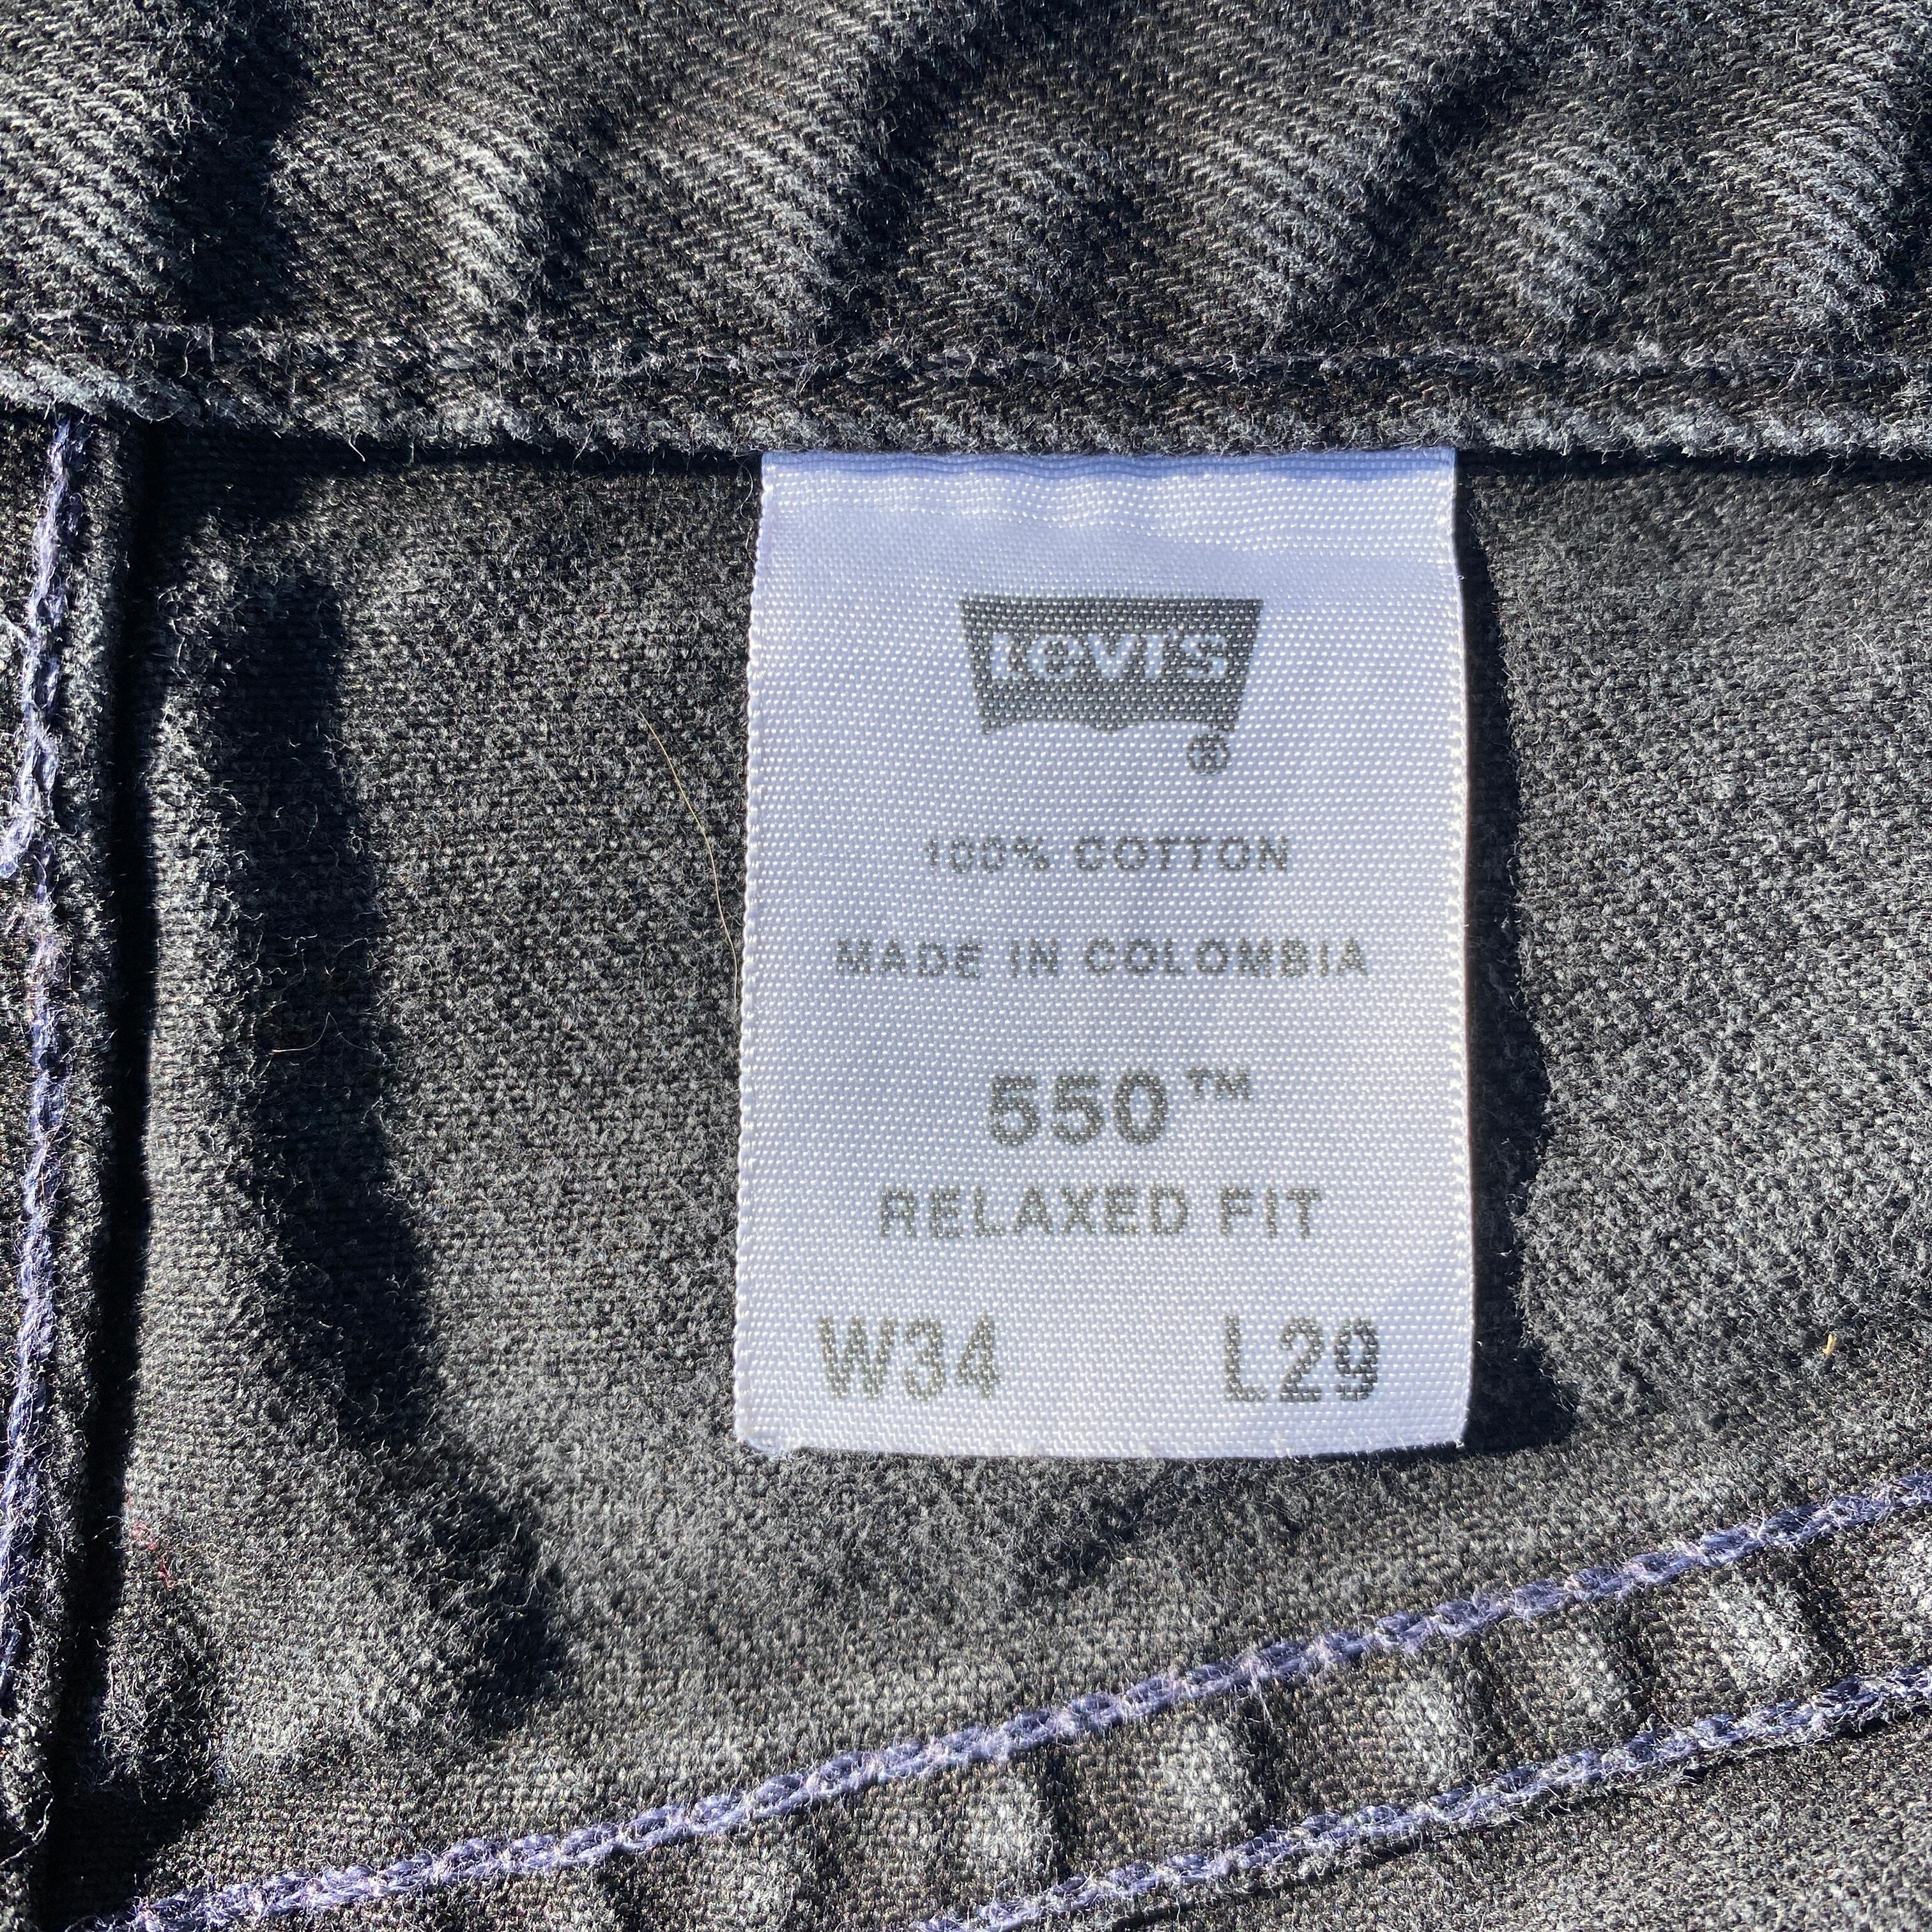 Levi's
®
100% COTTON
MADE IN COLOMBIA
550™
RELAXED FIT
W34 L29